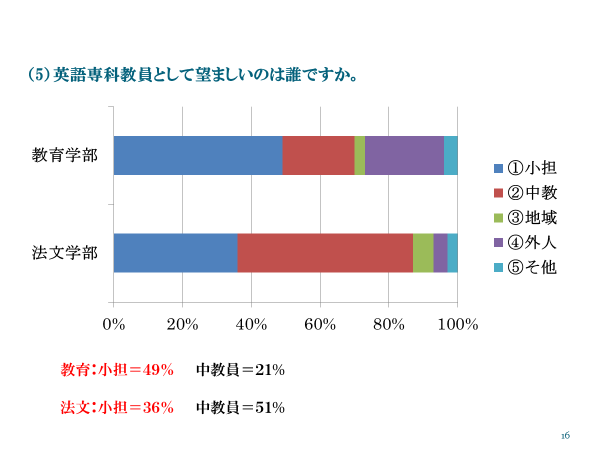 （5）英語専科教員として望ましいのは誰ですか。
教育学部
法文学部
0% 20% 40% 60% 80% 100%
①小担
②中教
③地域
④外人
⑤そ他
教育：小担＝49% 中教員＝21%
法文：小担＝36% 中教員＝51%
16